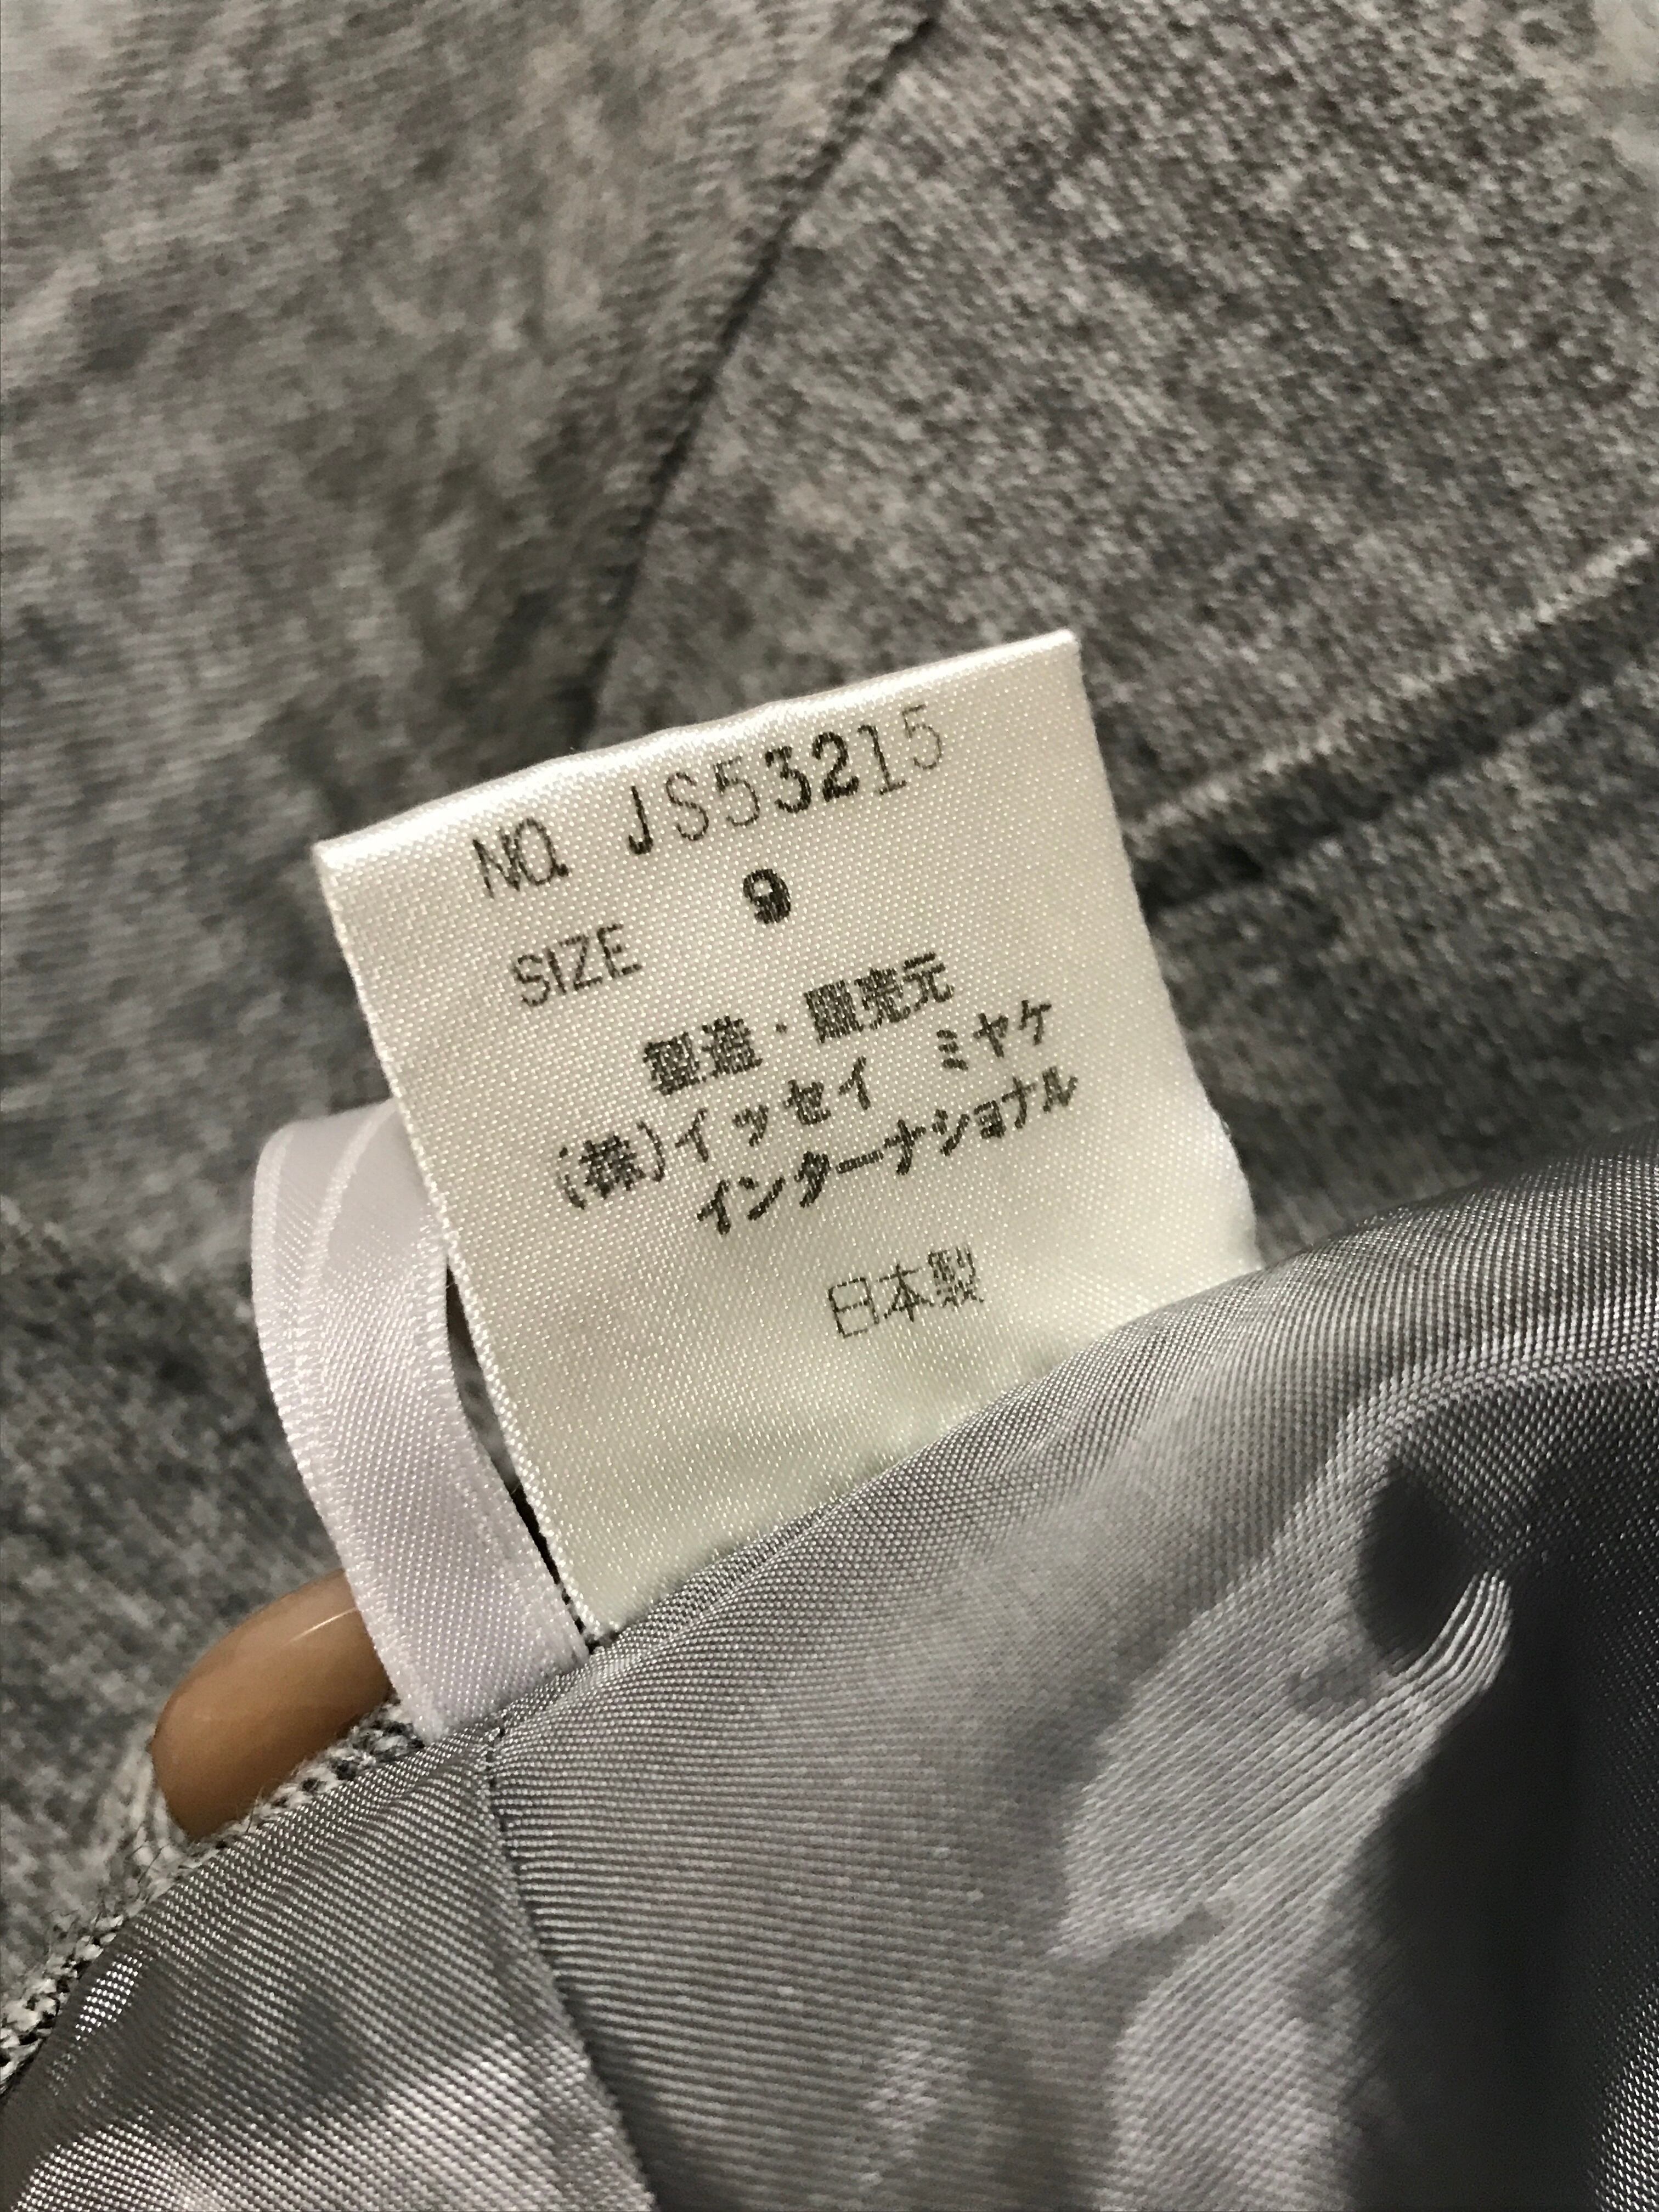 NO. JS53215
SIZE 9
製造・販売元
(株)イッセイ ミヤケ
インターナショナル
日本製